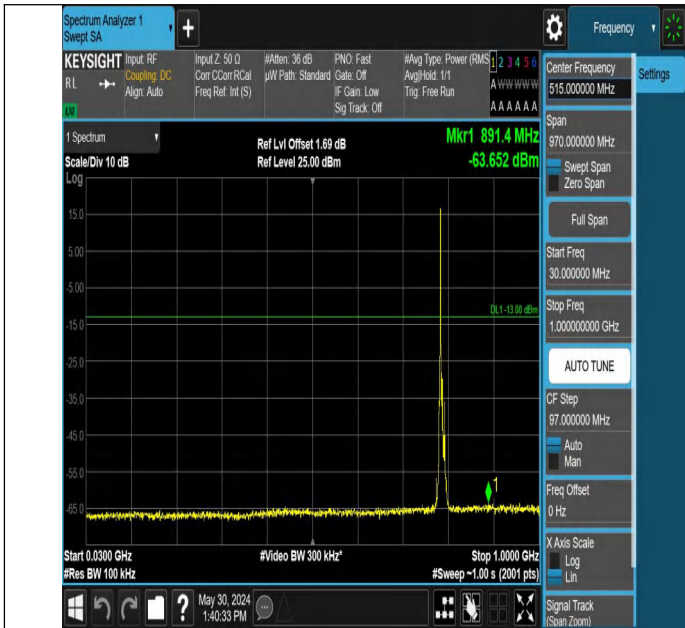 Spectrum Analyzer 1
Swept SA
Frequency
KEYSIGHT
RL
Input: RF
Coupling: DC
Align: Auto
Input Z: 50 Ω
Corr CCorr RCal
Freq Ref: Int (S)
#Atten: 36 dB
µW Path: Standard
PNO: Fast
Gate: Off
IF Gain: Low
Sig Track: Off
#Avg Type: Power (RMS)
Avg|Hold: 1/1
Trig: Free Run
1 2 3 4 5 6
A W W W W W
A A A A A A
1 Spectrum
Scale/Div 10 dB
Log
Ref Lvl Offset 1.69 dB
Ref Level 25.00 dBm
Mkr1 891.4 MHz
-63.652 dBm
15.0
5.00
-5.00
-15.0
-25.0
-35.0
-45.0
-55.0
-65.0
DL1 -13.00 dBm
1
Start 0.0300 GHz
#Res BW 100 kHz
#Video BW 300 kHz*
Stop 1.0000 GHz
#Sweep ~1.00 s (2001 pts)
Center Frequency
515.000000 MHz
Settings
Span
970.000000 MHz
Swept Span
Zero Span
Full Span
Start Freq
30.000000 MHz
Stop Freq
1.000000000 GHz
AUTO TUNE
CF Step
97.000000 MHz
Auto
Man
Freq Offset
0 Hz
X Axis Scale
Log
Lin
Signal Track
(Span Zoom)
?
May 30, 2024
1:40:33 PM